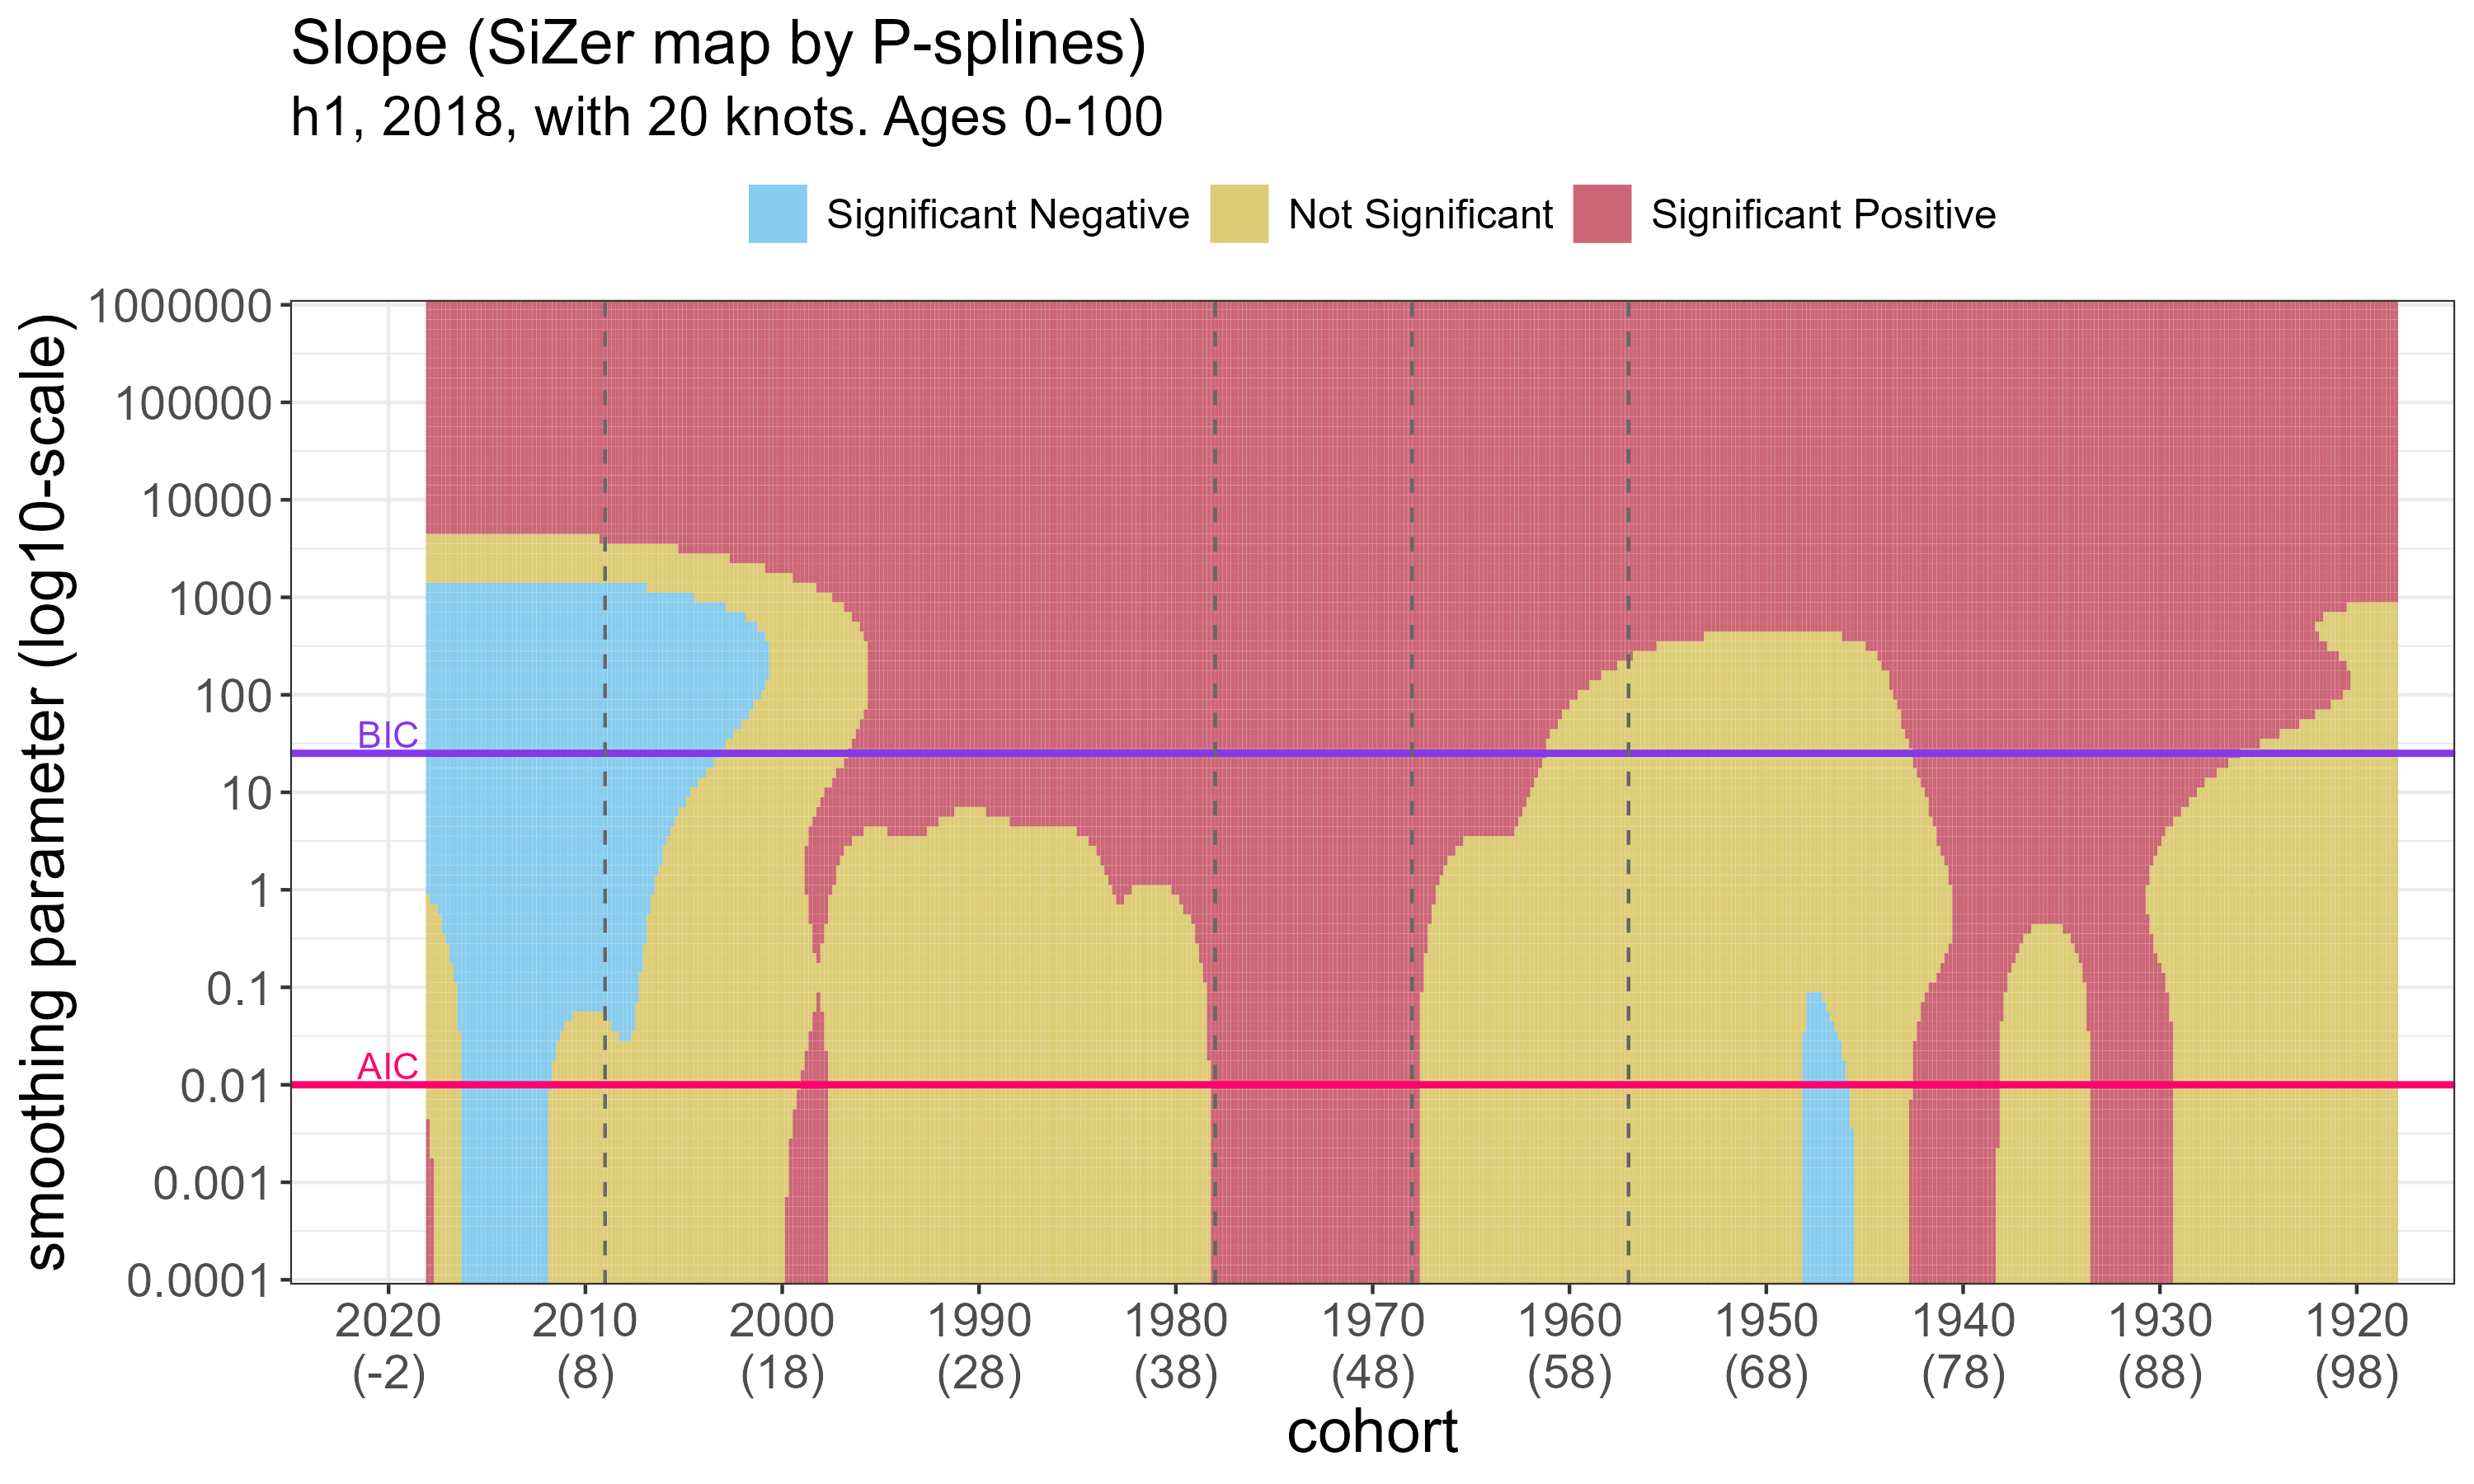 Slope (SiZer map by P-splines)
h1, 2018, with 20 knots. Ages 0-100
Significant Negative Not Significant Significant Positive
smoothing parameter (log10-scale)
1000000
100000
10000
1000
100
BIC
10
1
0.1
AIC
0.01
0.001
0.0001
2020 2010 2000 1990 1980 1970 1960 1950 1940 1930 1920
(-2) (8) (18) (28) (38) (48) (58) (68) (78) (88) (98)
cohort